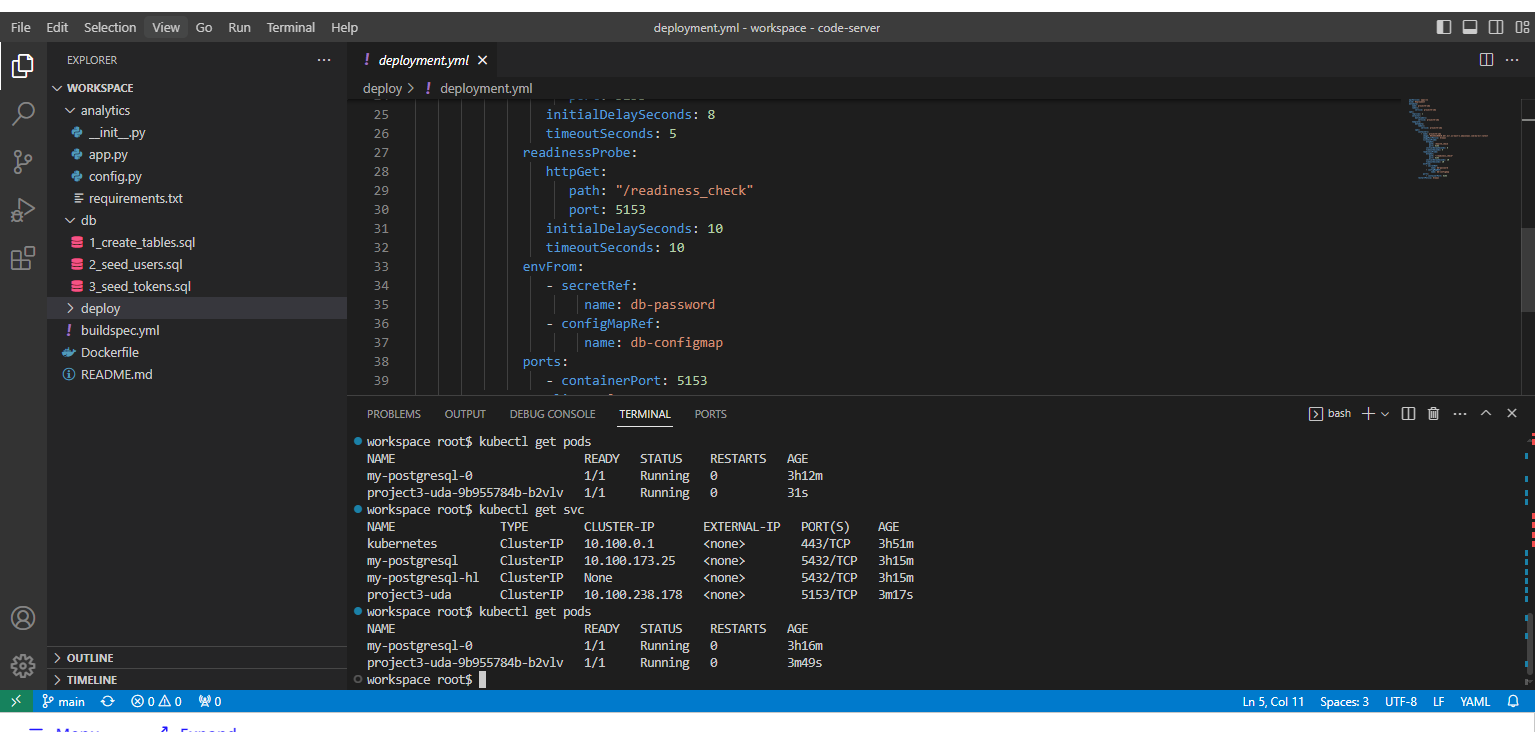 File Edit Selection View Go Run Terminal Help
deployment.yml - workspace - code-server
EXPLORER
WORKSPACE
analytics
__init__.py
app.py
config.py
requirements.txt
db
1_create_tables.sql
2_seed_users.sql
3_seed_tokens.sql
deploy
buildspec.yml
Dockerfile
README.md
OUTLINE
TIMELINE
! deployment.yml
deploy > ! deployment.yml
25 initialDelaySeconds: 8
26 timeoutSeconds: 5
27 readinessProbe:
28 httpGet:
29 path: "/readiness_check"
30 port: 5153
31 initialDelaySeconds: 10
32 timeoutSeconds: 10
33 envFrom:
34 - secretRef:
35 name: db-password
36 - configMapRef:
37 name: db-configmap
38 ports:
39 - containerPort: 5153
PROBLEMS OUTPUT DEBUG CONSOLE TERMINAL PORTS
bash
workspace root$ kubectl get pods
NAME READY STATUS RESTARTS AGE
my-postgresql-0 1/1 Running 0 3h12m
project3-uda-9b955784b-b2vlv 1/1 Running 0 31s
workspace root$ kubectl get svc
NAME TYPE CLUSTER-IP EXTERNAL-IP PORT(S) AGE
kubernetes ClusterIP 10.100.0.1 <none> 443/TCP 3h51m
my-postgresql ClusterIP 10.100.173.25 <none> 5432/TCP 3h15m
my-postgresql-hl ClusterIP None <none> 5432/TCP 3h15m
project3-uda ClusterIP 10.100.238.178 <none> 5153/TCP 3m17s
workspace root$ kubectl get pods
NAME READY STATUS RESTARTS AGE
my-postgresql-0 1/1 Running 0 3h16m
project3-uda-9b955784b-b2vlv 1/1 Running 0 3m49s
workspace root$
main 0 0 0
Ln 5, Col 11 Spaces: 3 UTF-8 LF YAML